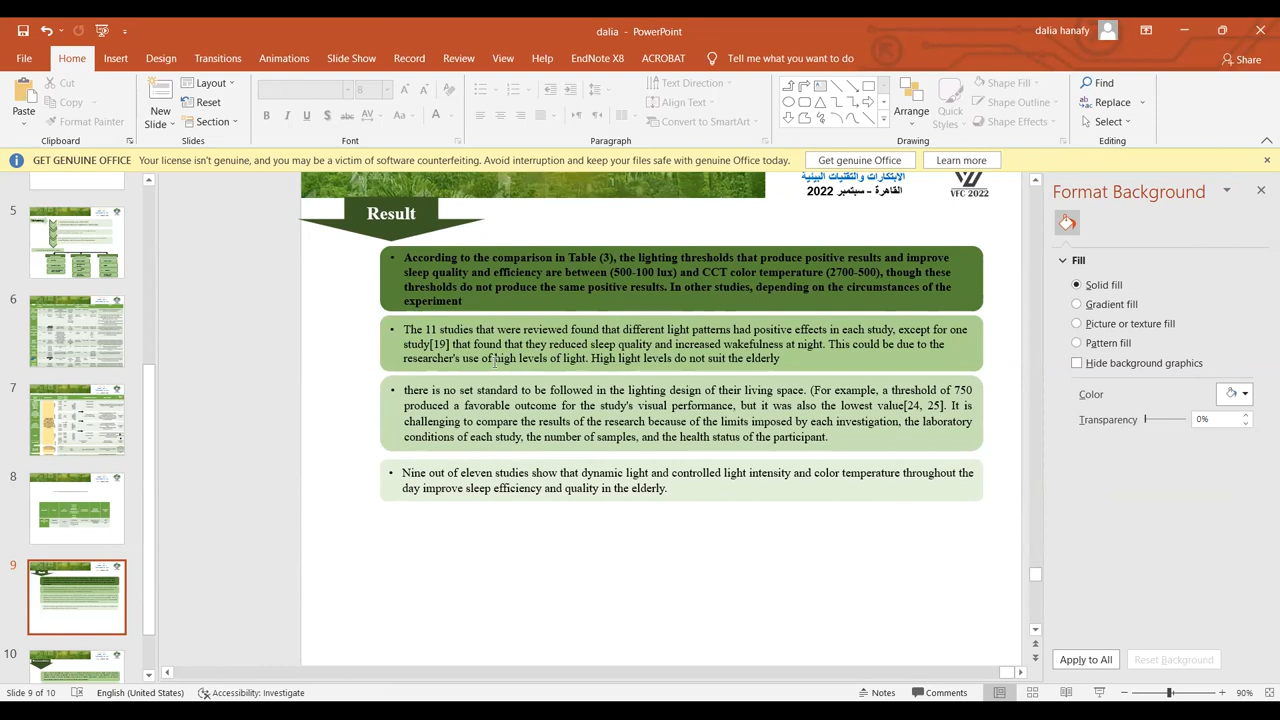 dalia - PowerPoint
dalia hanafy
File Home Insert Design Transitions Animations Slide Show Record Review View Help EndNote X8 ACROBAT Tell me what you want to do
Share
Paste
Cut
Copy
Format Painter
Clipboard
New Slide
Layout
Reset
Section
Slides
8
Font
Text Direction
Align Text
Convert to SmartArt
Paragraph
Arrange
Quick Styles
Shape Fill
Shape Outline
Shape Effects
Drawing
Find
Replace
Select
Editing
GET GENUINE OFFICE Your license isn't genuine, and you may be a victim of software counterfeiting. Avoid interruption and keep your files safe with genuine Office today. Get genuine Office Learn more
5
6
7
8
9
10
الابتكارات والتقنيات البيئية
القاهرة – سبتمبر 2022
VFC 2022
Result
• According to the comparison in Table (3), the lighting thresholds that produce positive results and improve
sleep quality and efficiency are between (500-100 lux) and CCT color temperature (2700-500), though these
thresholds do not produce the same positive results. In other studies, depending on the circumstances of the
experiment
• The 11 studies that were reviewed found that different light patterns had positive effects in each study, except for one
study[19] that found that they reduced sleep quality and increased wakefulness at night. This could be due to the
researcher's use of high levels of light. High light levels do not suit the elderly
• there is no set standard to be followed in the lighting design of their living space. (For example, a threshold of 750
produced a favorable outcome for the study's visual performance, but it was also the lowest value[24, 25]. It is
challenging to compare the results of the research because of the limits imposed by each investigation, the laboratory
conditions of each study, the number of samples, and the health status of the participant.
• Nine out of eleven studies show that dynamic light and controlled light intensity and color temperature throughout the
day improve sleep efficiency and quality in the elderly.
Format Background
Fill
Solid fill
Gradient fill
Picture or texture fill
Pattern fill
Hide background graphics
Color
Transparency 0%
Apply to All Reset Background
Slide 9 of 10 English (United States) Accessibility: Investigate Notes Comments 90%